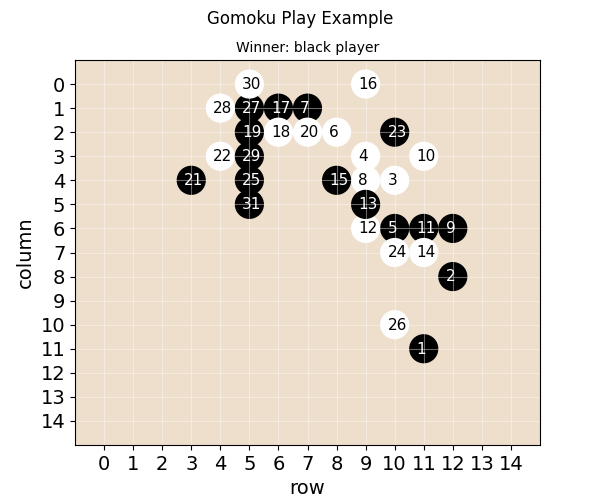 Gomoku Play Example
Winner: black player
0 30 16
1 28 27 17 7
2 19 18 20 6 23
3 22 29 4 10
4 21 25 15 8 3
5 31 13
6 12 5 11 9
7 24 14
8 2
9
10 26
11 1
12
13
14
column
0 1 2 3 4 5 6 7 8 9 10 11 12 13 14
row